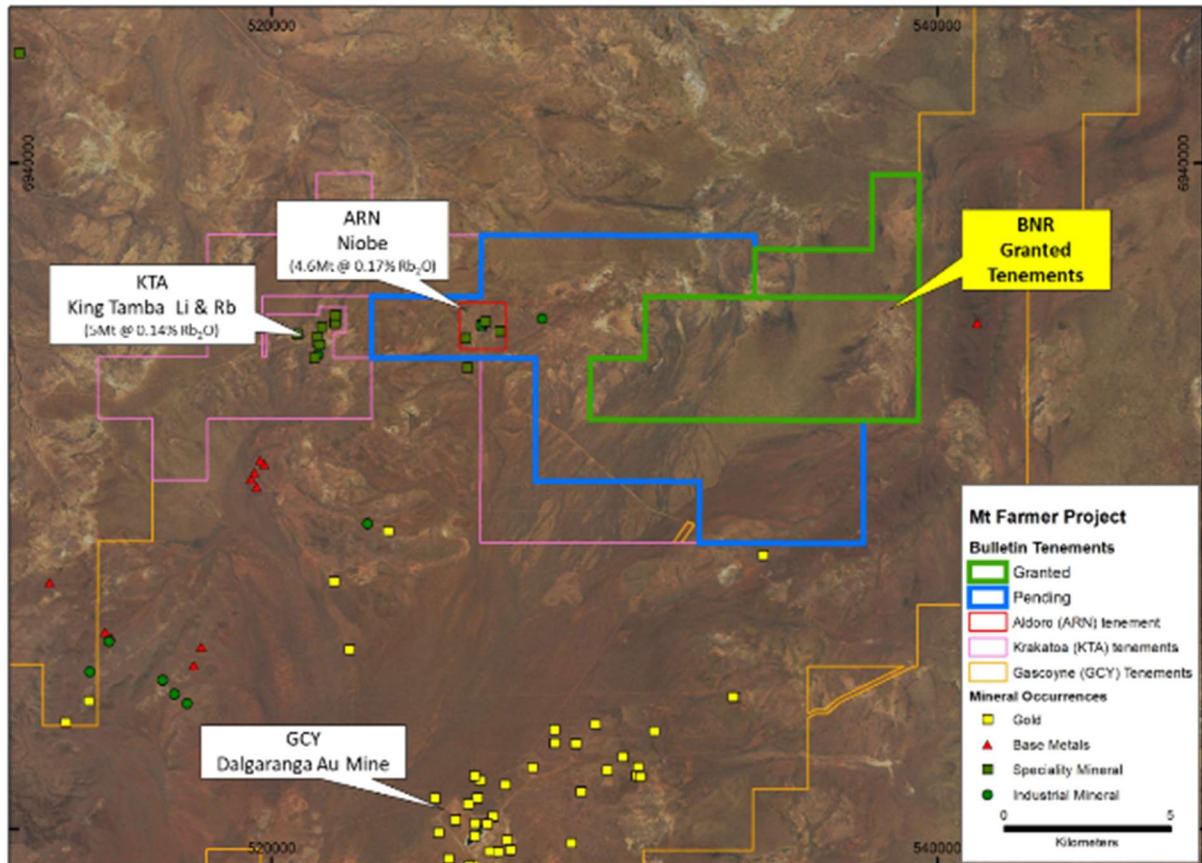 520000
540000
6940000
6940000
ARN
Niobe
(4.6Mt @ 0.17% Rb₂O)
BNR
Granted
Tenements
KTA
King Tamba Li & Rb
(5Mt @ 0.14% Rb₂O)
GCY
Dalgaranga Au Mine
Mt Farmer Project
Bulletin Tenements
Granted
Pending
Aldoro (ARN) tenement
Krakatoa (KTA) tenements
Gascoyne (GCY) Tenements
Mineral Occurrences
Gold
Base Metals
Speciality Mineral
Industrial Mineral
0 5
Kilometers
520000
540000